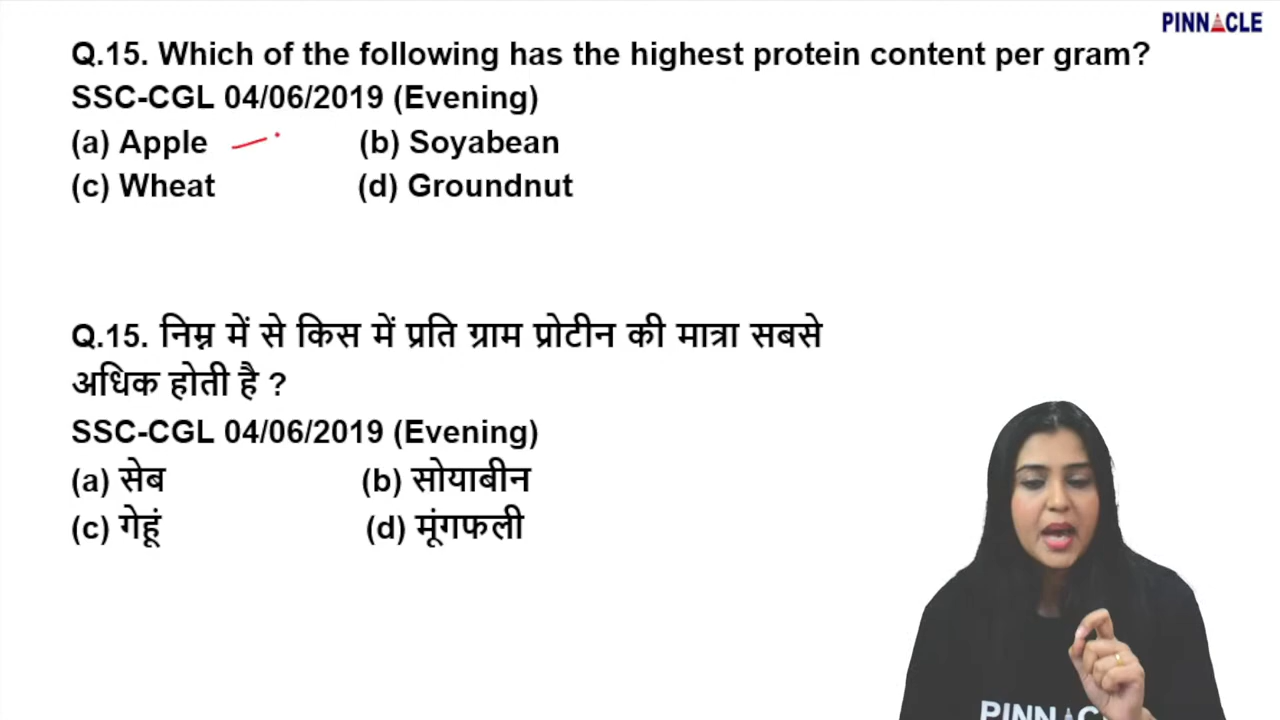 PINNACLE
Q.15. Which of the following has the highest protein content per gram?
SSC-CGL 04/06/2019 (Evening)
(a) Apple (b) Soyabean
(c) Wheat (d) Groundnut
Q.15. निम्न में से किस में प्रति ग्राम प्रोटीन की मात्रा सबसे
अधिक होती है ?
SSC-CGL 04/06/2019 (Evening)
(a) सेब (b) सोयाबीन
(c) गेहूं (d) मूंगफली